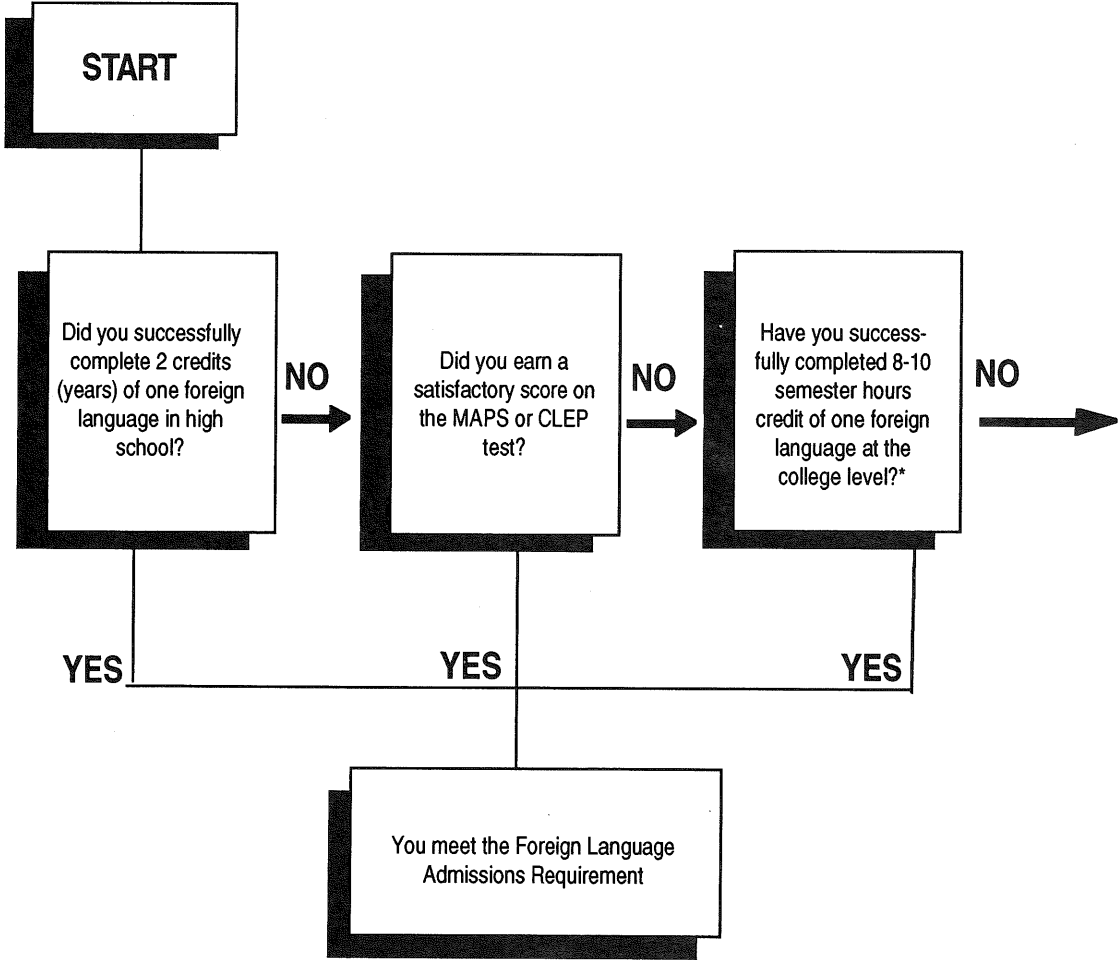 START
Did you successfully
complete 2 credits
(years) of one foreign
language in high
school?
NO
Did you earn a
satisfactory score on
the MAPS or CLEP
test?
NO
Have you success-
fully completed 8-10
semester hours
credit of one foreign
language at the
college level?*
NO
YES
YES
YES
You meet the Foreign Language
Admissions Requirement